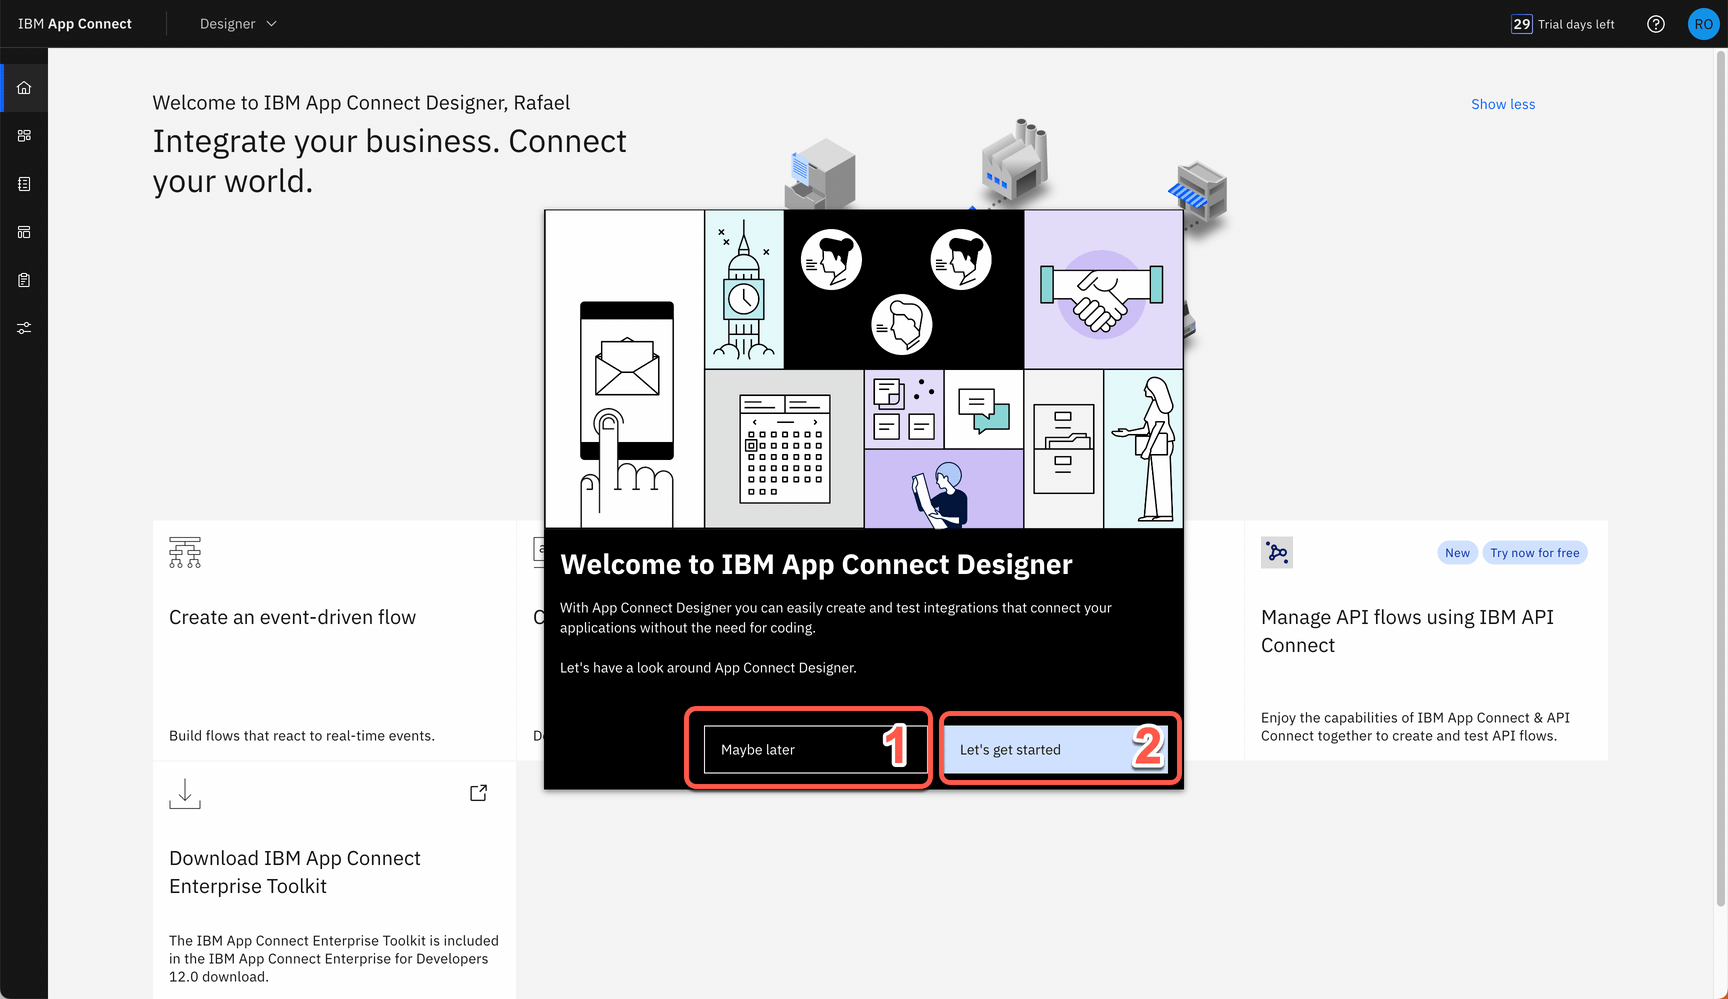 IBM App Connect
Designer
29 Trial days left
RO
Welcome to IBM App Connect Designer, Rafael
Show less
Integrate your business. Connect
your world.
Welcome to IBM App Connect Designer
With App Connect Designer you can easily create and test integrations that connect your
applications without the need for coding.
Let's have a look around App Connect Designer.
Maybe later
1
Let's get started
2
Create an event-driven flow
Build flows that react to real-time events.
New
Try now for free
Manage API flows using IBM API
Connect
Enjoy the capabilities of IBM App Connect & API
Connect together to create and test API flows.
Download IBM App Connect
Enterprise Toolkit
The IBM App Connect Enterprise Toolkit is included
in the IBM App Connect Enterprise for Developers
12.0 download.